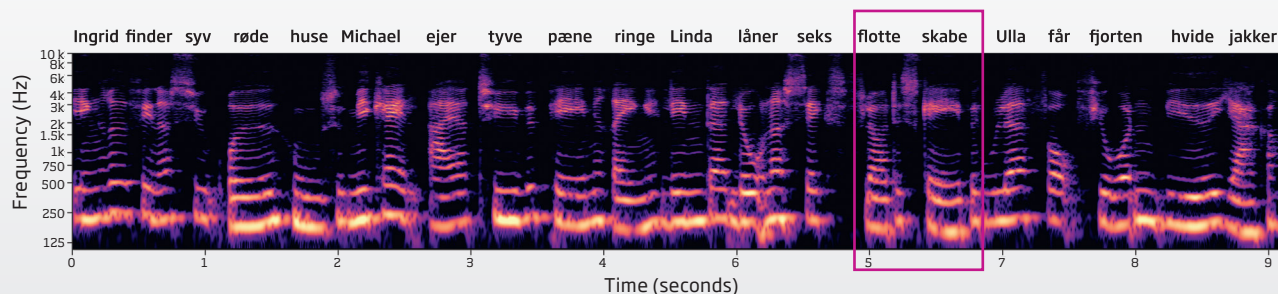 Ingrid finder syv røde huse Michael ejer tyve pæne ringe Linda låner seks flotte skabe Ulla får fjorten hvide jakker
Frequency (Hz)
10k
8k
6k
4k
3k
2k
1.5k
1k
750
500
250
125
0 1 2 3 4 5 6 7 8 9
Time (seconds)